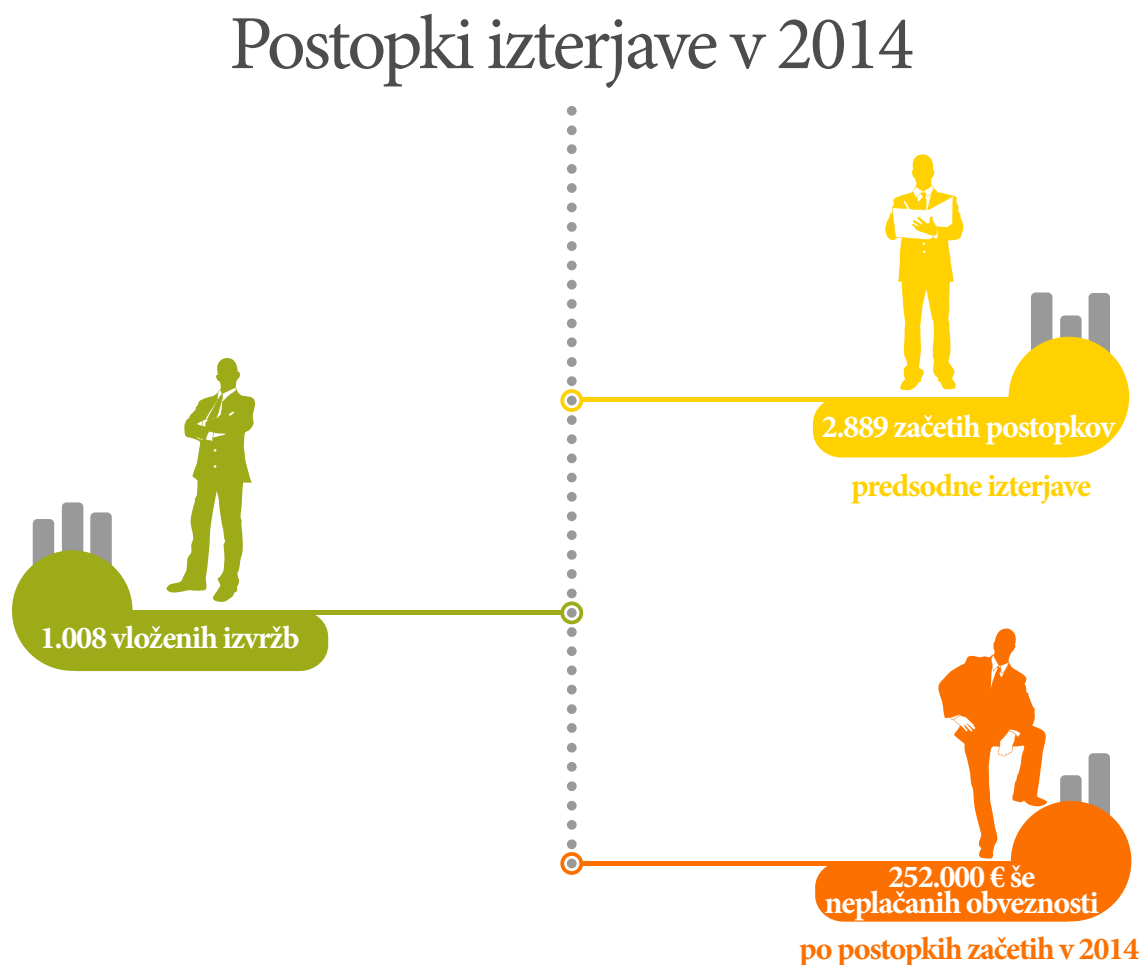 Postopki izterjave v 2014
2.889 začetih postopkov
predsodne izterjave
1.008 vloženih izvržb
252.000 € še
neplačanih obveznosti
po postopkih začetih v 2014